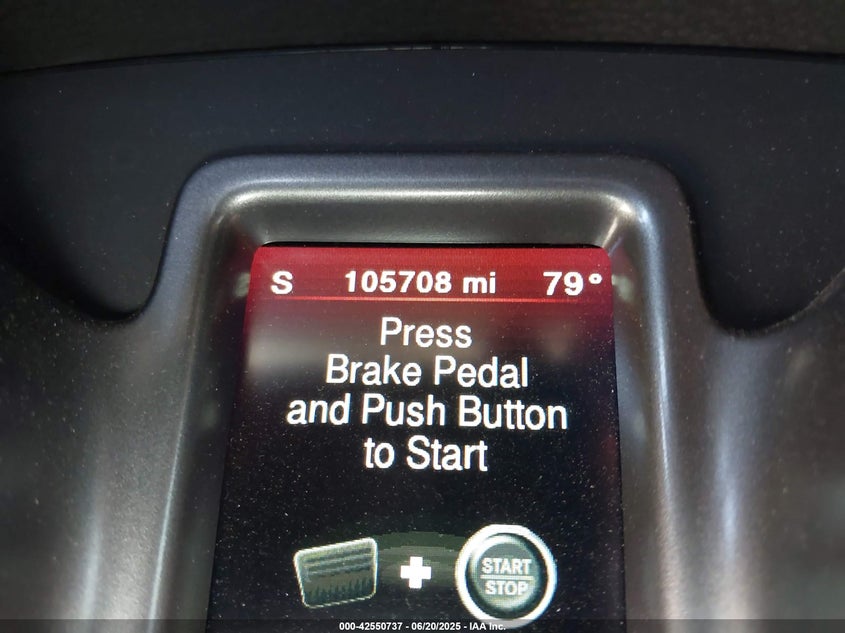 S 105708 mi 79°
Press
Brake Pedal
and Push Button
to Start
START
STOP
000-42550737 - 06/20/2025 - IAA Inc.